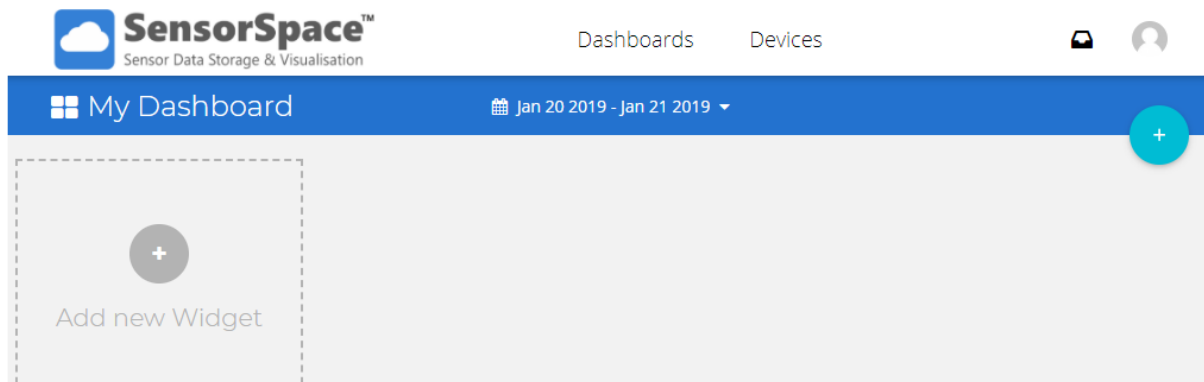 SensorSpace™
Sensor Data Storage & Visualisation
Dashboards
Devices
My Dashboard
Jan 20 2019 - Jan 21 2019
+
+
Add new Widget